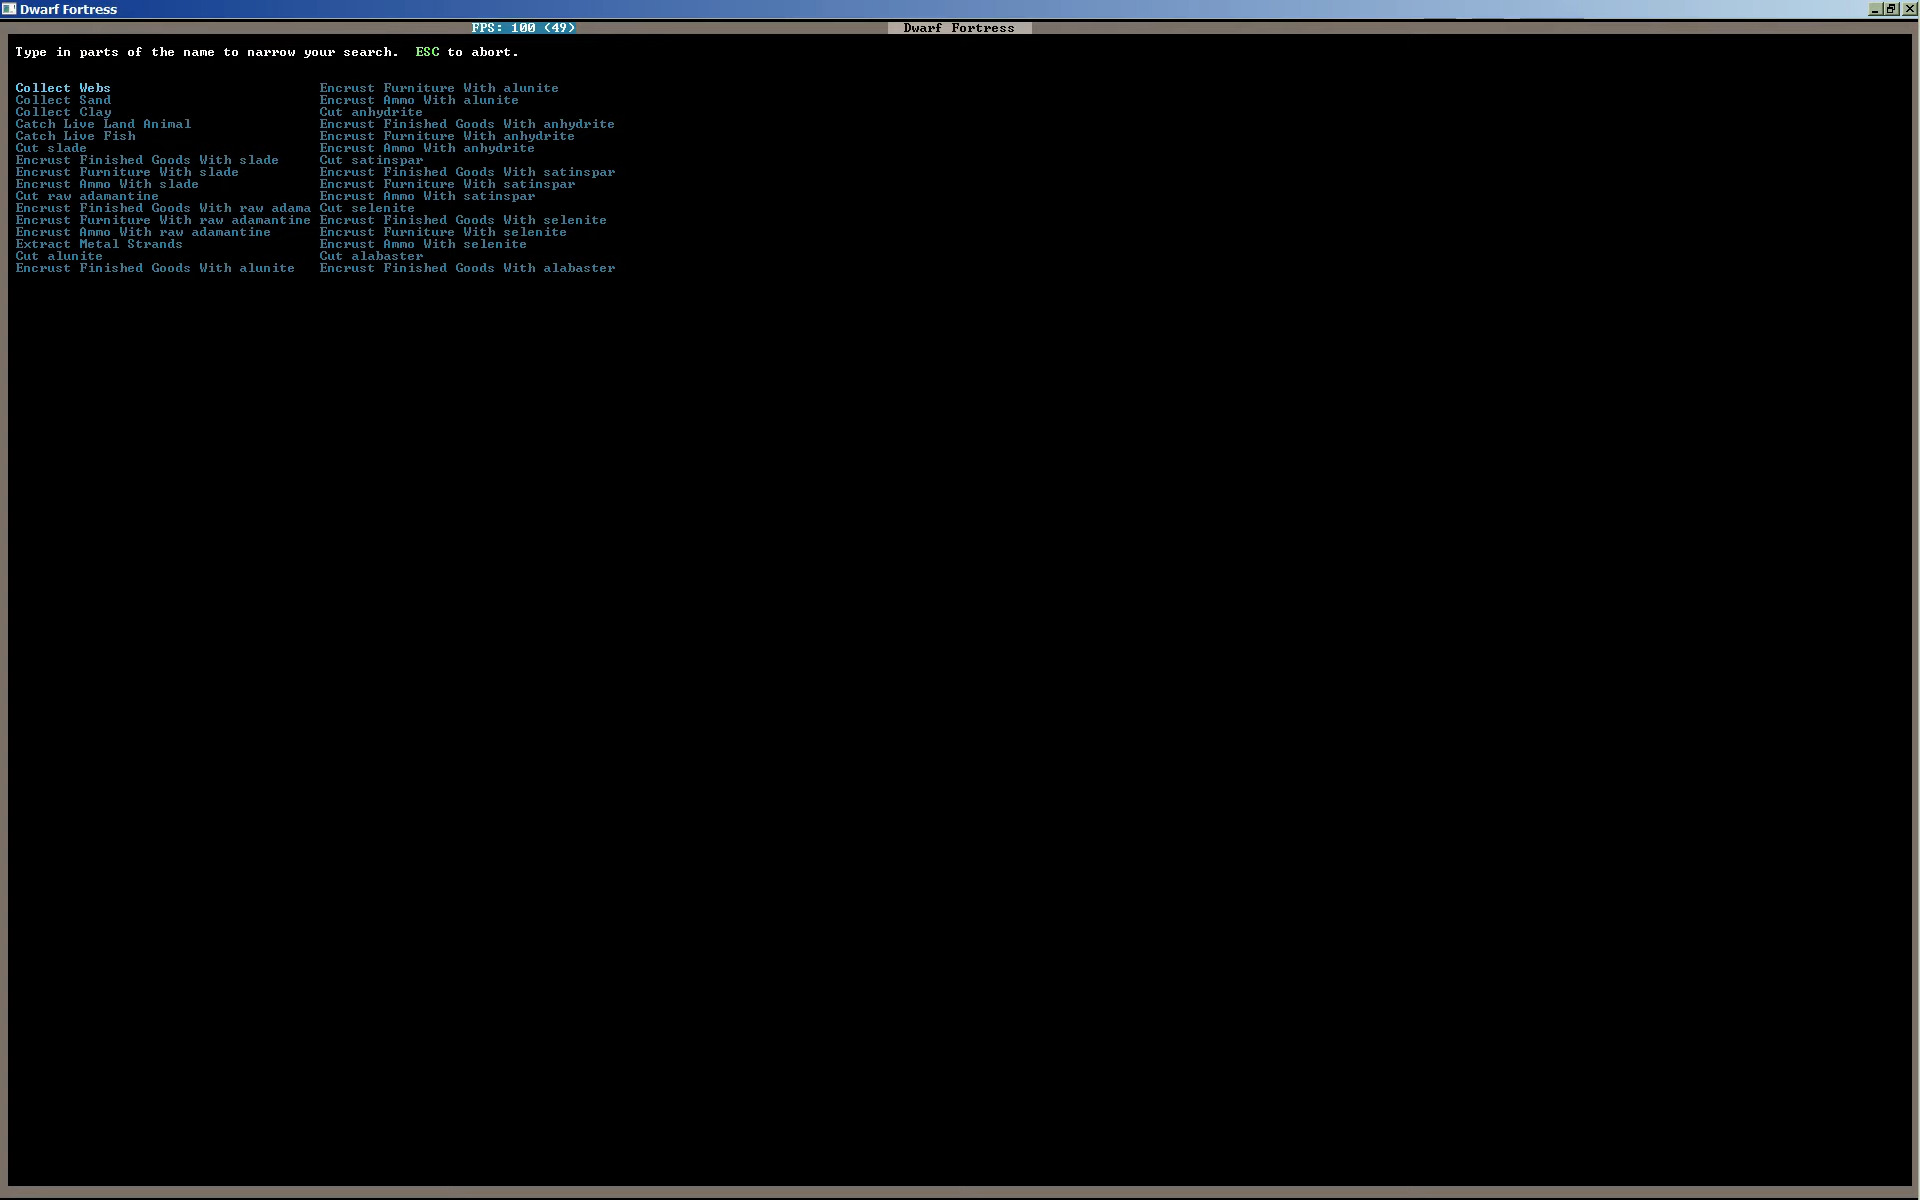 Dwarf Fortress
FPS: 100 (49)
Dwarf Fortress
Type in parts of the name to narrow your search.  ESC to abort.
Collect Webs
Collect Sand
Collect Clay
Catch Live Land Animal
Catch Live Fish
Cut slade
Encrust Finished Goods With slade
Encrust Furniture With slade
Encrust Ammo With slade
Cut raw adamantine
Encrust Finished Goods With raw adama
Encrust Furniture With raw adamantine
Encrust Ammo With raw adamantine
Extract Metal Strands
Cut alunite
Encrust Finished Goods With alunite
Encrust Furniture With alunite
Encrust Ammo With alunite
Cut anhydrite
Encrust Finished Goods With anhydrite
Encrust Furniture With anhydrite
Encrust Ammo With anhydrite
Cut satinspar
Encrust Finished Goods With satinspar
Encrust Furniture With satinspar
Encrust Ammo With satinspar
Cut selenite
Encrust Finished Goods With selenite
Encrust Furniture With selenite
Encrust Ammo With selenite
Cut alabaster
Encrust Finished Goods With alabaster